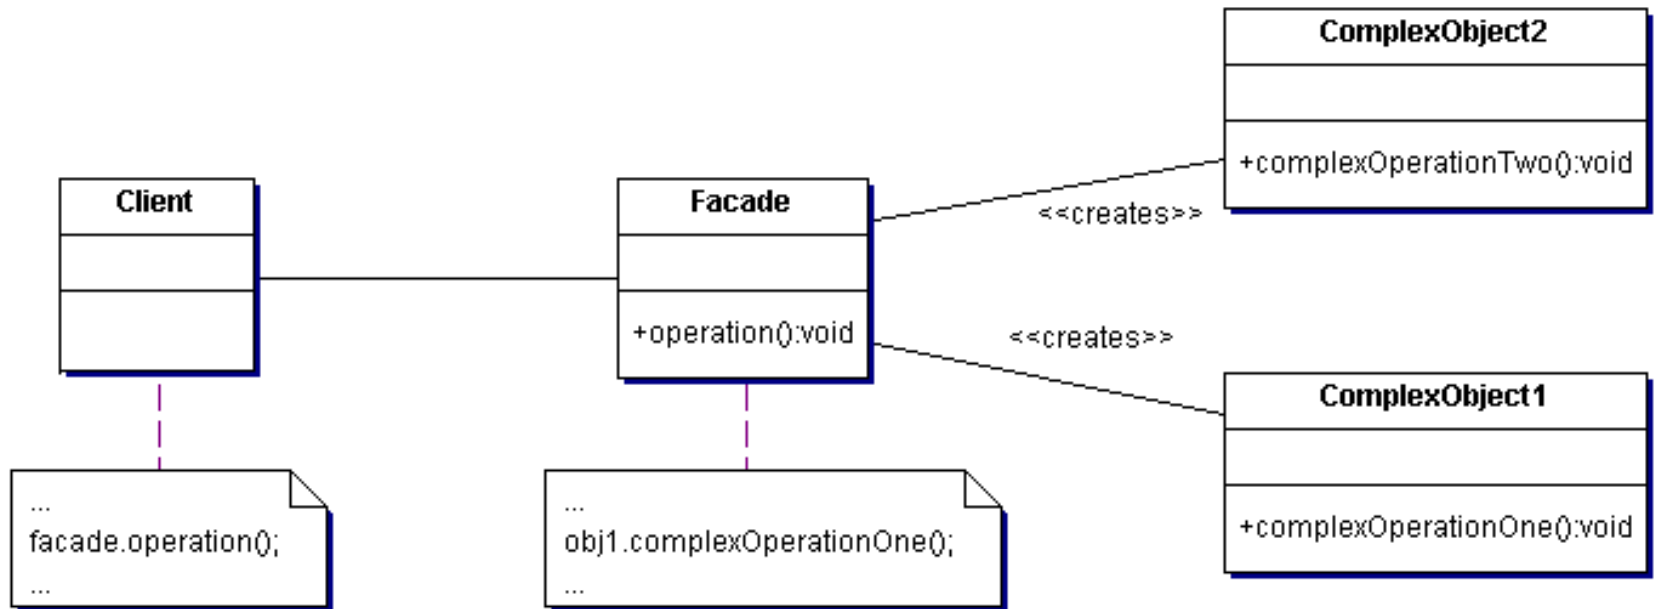 ComplexObject2
+complexOperationTwo():void
Client
Facade
<<creates>>
+operation():void
<<creates>>
ComplexObject1
+complexOperationOne():void
...
facade.operation();
...
...
obj1.complexOperationOne();
...